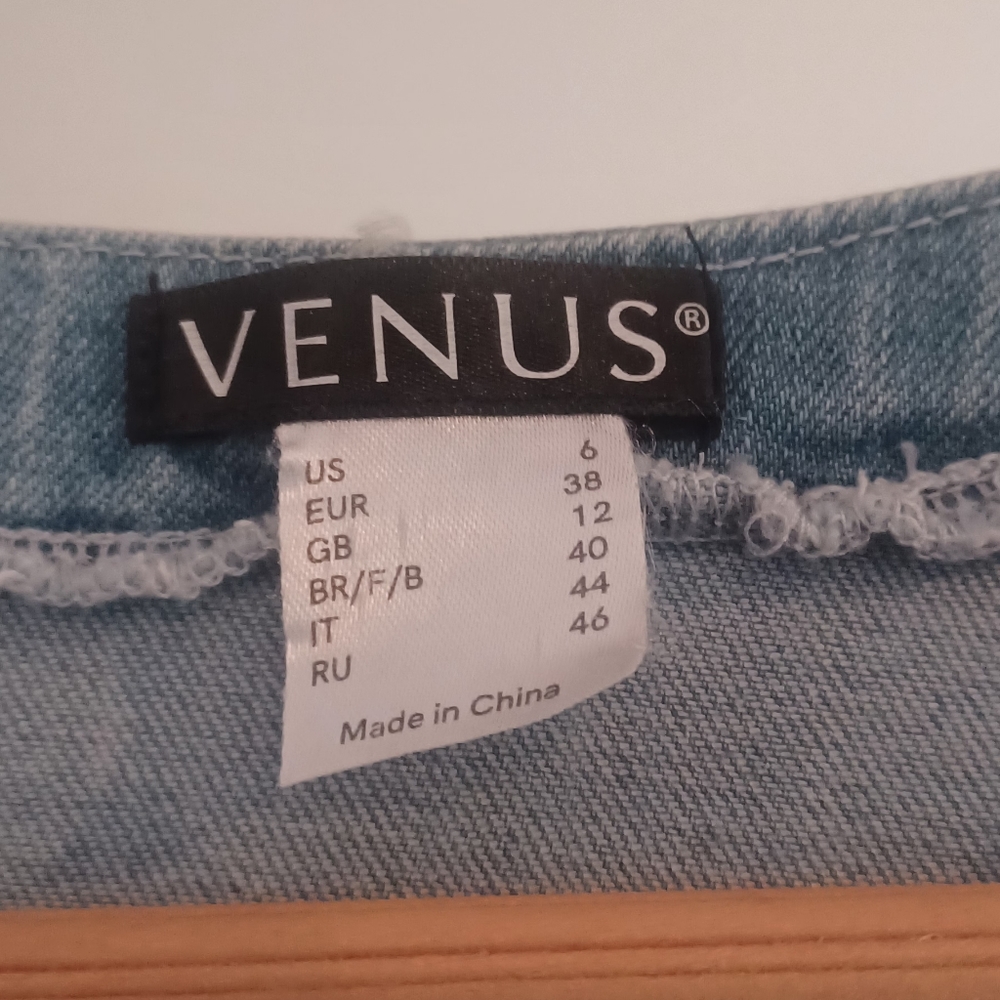 VENUS®
US 6
EUR 38
GB 12
BR/F/B 40
IT 44
RU 46
Made in China